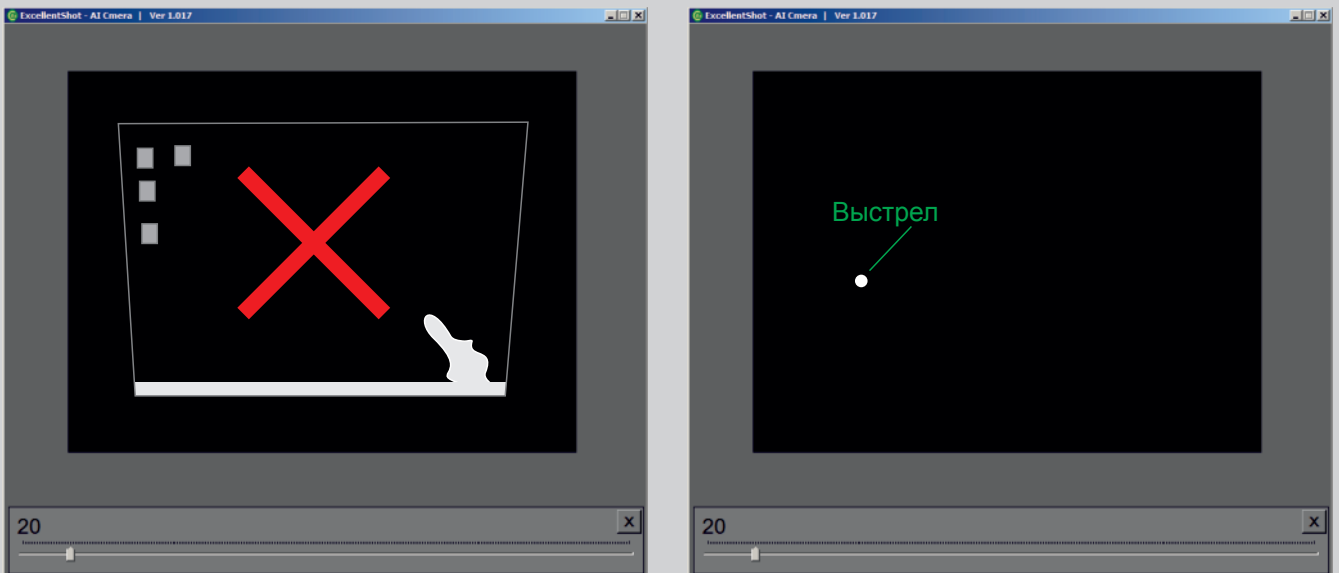 ExcellentShot - AI Cmera | Ver 1.017
20
X
ExcellentShot - AI Cmera | Ver 1.017
Выстрел
20
X